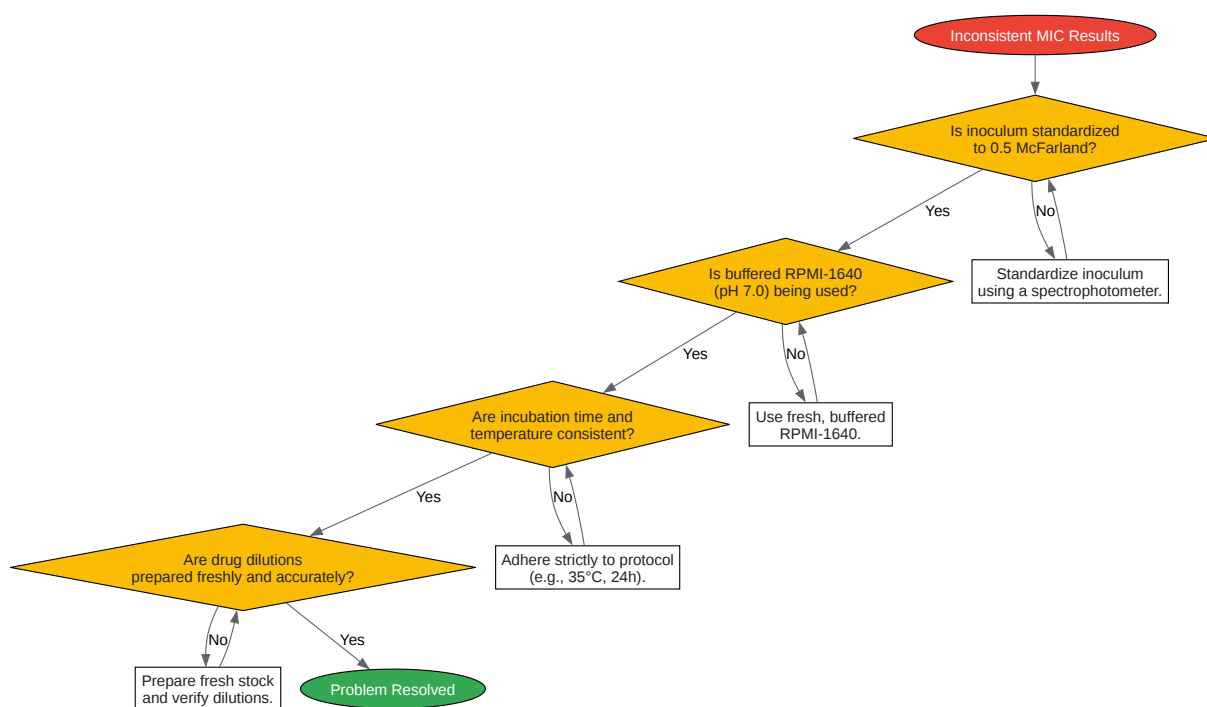 Inconsistent MIC Results
Is inoculum standardized
to 0.5 McFarland?
Yes
No
Is buffered RPMI-1640
(pH 7.0) being used?
Standardize inoculum
using a spectrophotometer.
Yes
No
Are incubation time and
temperature consistent?
Use fresh, buffered
RPMI-1640.
Yes
No
Are drug dilutions
prepared freshly and accurately?
Adhere strictly to protocol
(e.g., 35°C, 24h).
No
Yes
Prepare fresh stock
and verify dilutions.
Problem Resolved